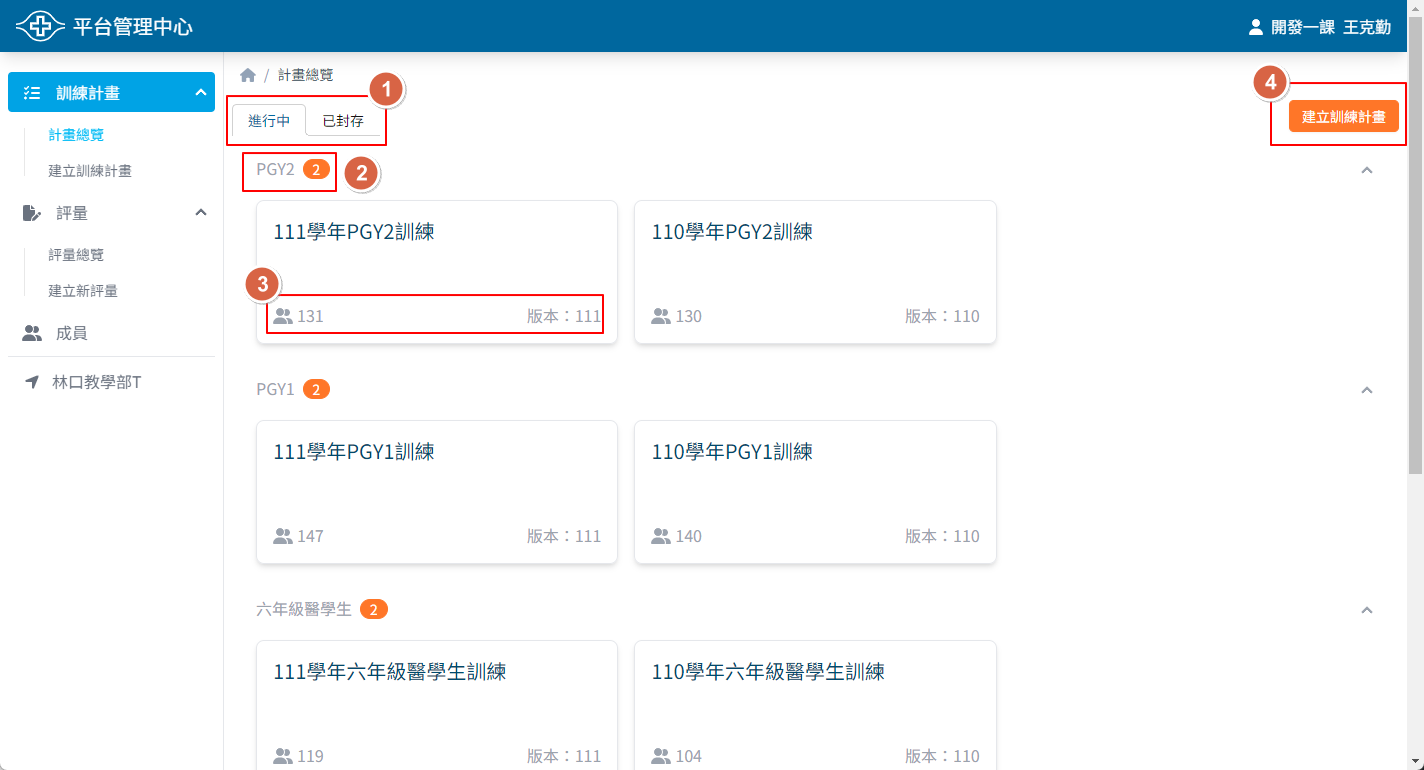 平台管理中心
開發一課 王克勤
訓練計畫
計畫總覽
建立訓練計畫
評量
評量總覽
建立新評量
成員
林口教學部T
/ 計畫總覽
1
進行中
已封存
4
建立訓練計畫
PGY2 2
2
111學年PGY2訓練
3
131
版本：111
110學年PGY2訓練
130
版本：110
PGY1 2
111學年PGY1訓練
147
版本：111
110學年PGY1訓練
140
版本：110
六年級醫學生 2
111學年六年級醫學生訓練
119
版本：111
110學年六年級醫學生訓練
104
版本：110